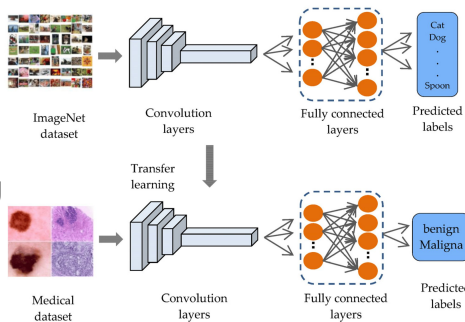 Cat
Dog
.
.
.
Spoon
ImageNet
dataset
Convolution
layers
Fully connected
layers
Predicted
labels
Transfer
learning
benign
Maligna
Medical
dataset
Convolution
layers
Fully connected
layers
Predicted
labels